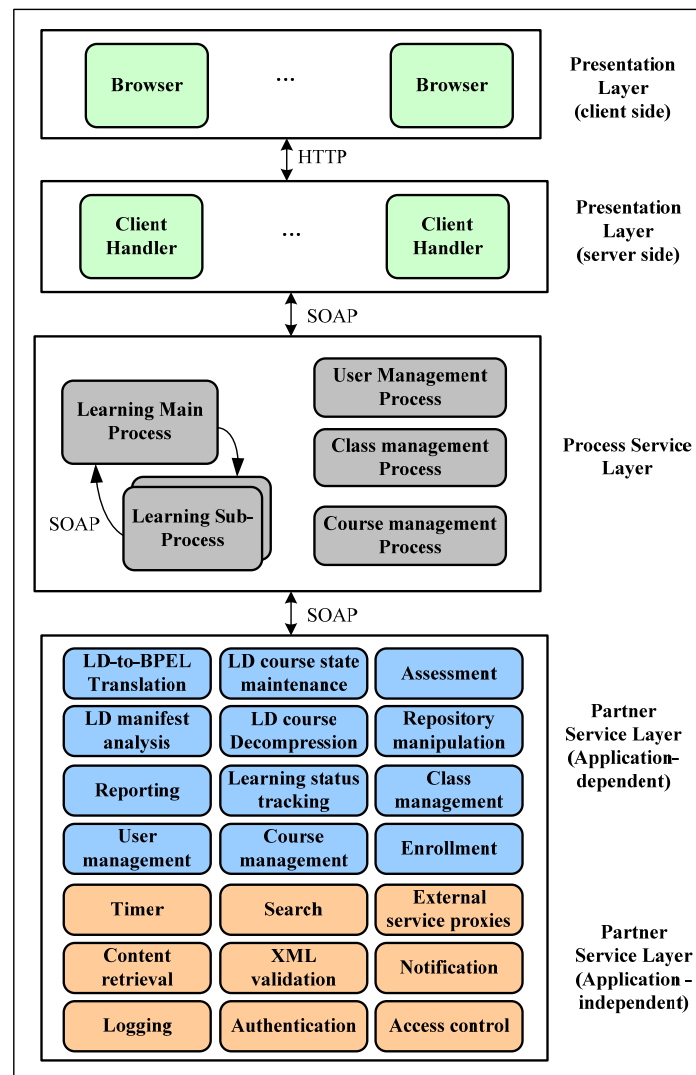 Browser
...
Browser
Presentation
Layer
(client side)
HTTP
Client
Handler
...
Client
Handler
Presentation
Layer
(server side)
SOAP
Learning Main
Process
SOAP
Learning Sub-
Process
User Management
Process
Class management
Process
Course management
Process
Process Service
Layer
SOAP
LD-to-BPEL
Translation
LD course state
maintenance
Assessment
LD manifest
analysis
LD course
Decompression
Repository
manipulation
Reporting
Learning status
tracking
Class
management
User
management
Course
management
Enrollment
Partner
Service Layer
(Application-
dependent)
Timer
Search
External
service proxies
Content
retrieval
XML
validation
Notification
Logging
Authentication
Access control
Partner
Service Layer
(Application -
independent)